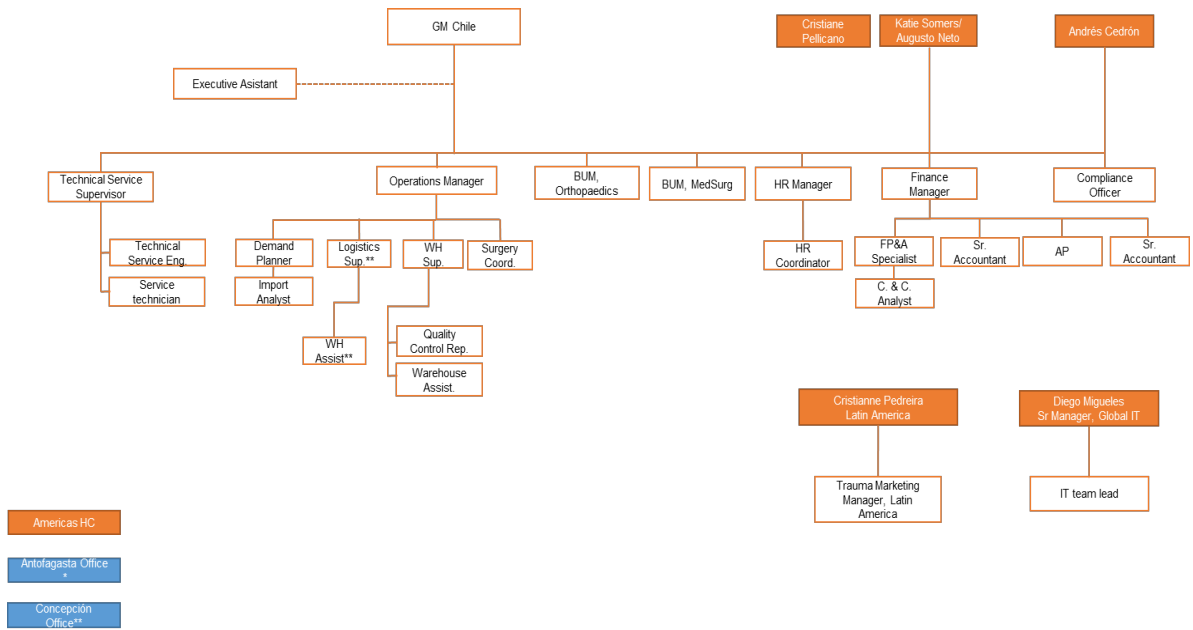 GM Chile
Cristiane
Pellicano
Katie Somers/
Augusto Neto
Andrés Cedrón
Executive Asistant
Technical Service
Supervisor
Operations Manager
BUM,
Orthopaedics
BUM, MedSurg
HR Manager
Finance
Manager
Compliance
Officer
Technical
Service Eng.
Demand
Planner
Logistics
Sup.**
WH
Sup.
Surgery
Coord.
HR
Coordinator
FP&A
Specialist
Sr.
Accountant
AP
Sr.
Accountant
Service
technician
Import
Analyst
C. & C.
Analyst
WH
Assist**
Quality
Control Rep.
Warehouse
Assist.
Cristianne Pedreira
Latin America
Diego Migueles
Sr Manager, Global IT
Trauma Marketing
Manager, Latin
America
IT team lead
Americas HC
Antofagasta Office
*
Concepción
Office**